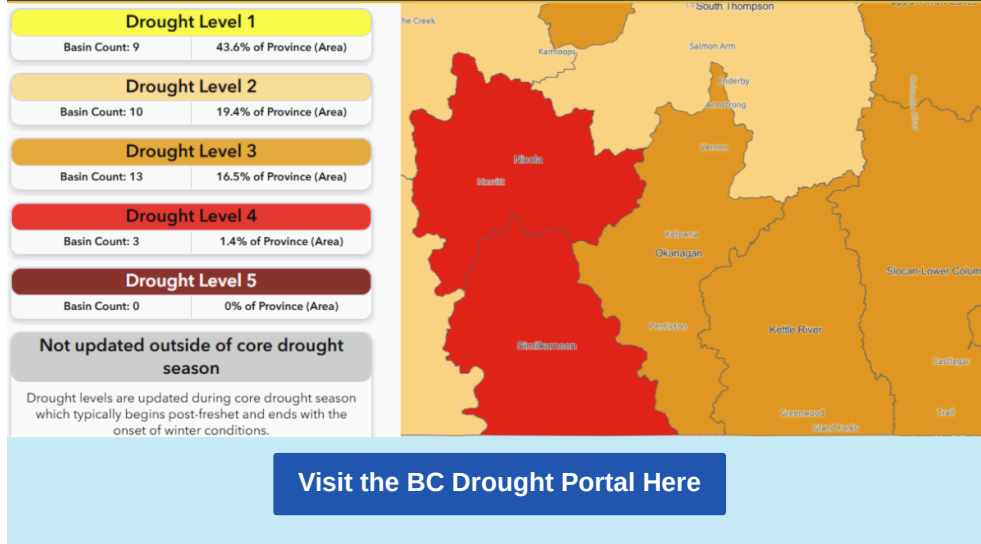 Drought Level 1
Basin Count: 9 43.6% of Province (Area)
Drought Level 2
Basin Count: 10 19.4% of Province (Area)
Drought Level 3
Basin Count: 13 16.5% of Province (Area)
Drought Level 4
Basin Count: 3 1.4% of Province (Area)
Drought Level 5
Basin Count: 0 0% of Province (Area)
Not updated outside of core drought
season
Drought levels are updated during core drought season
which typically begins post-freshet and ends with the
onset of winter conditions.
he Creek
South Thompson
Kamloops
Salmon Arm
Enderby
Armstrong
Vernon
Nicola
Merritt
Kelowna
Okanagan
Slocan-Lower Colum
Penticton
Kettle River
Similkameen
Castlegar
Greenwood
Trail
Grand Forks
Visit the BC Drought Portal Here